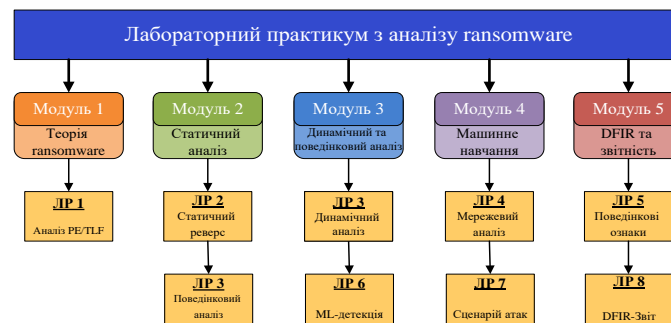 Лабораторний практикум з аналізу ransomware
Модуль 1
Теорія
ransomware
Модуль 2
Статичний
аналіз
Модуль 3
Динамічний та
поведінковий аналіз
Модуль 4
Машинне
навчання
Модуль 5
DFIR та
звітність
ЛР 1
Аналіз PE/TLF
ЛР 2
Статичний
реверс
ЛР 3
Динамічний
аналіз
ЛР 4
Мережевий
аналіз
ЛР 5
Поведінкові
ознаки
ЛР 3
Поведінковий
аналіз
ЛР 6
ML-детекція
ЛР 7
Сценарій атак
ЛР 8
DFIR-Звіт